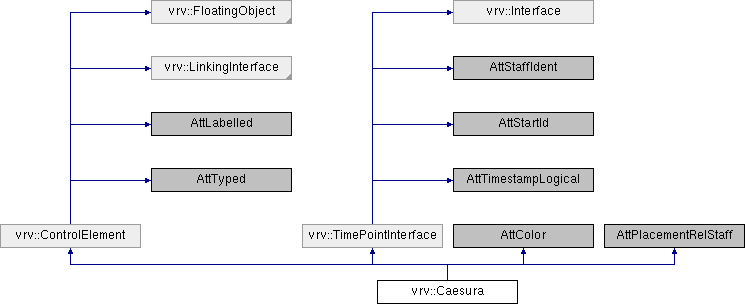 vrv::FloatingObject
vrv::Interface
vrv::LinkingInterface
AttStaffIdent
AttLabelled
AttStartId
AttTyped
AttTimestampLogical
vrv::ControlElement
vrv::TimePointInterface
AttColor
AttPlacementRelStaff
vrv::Caesura